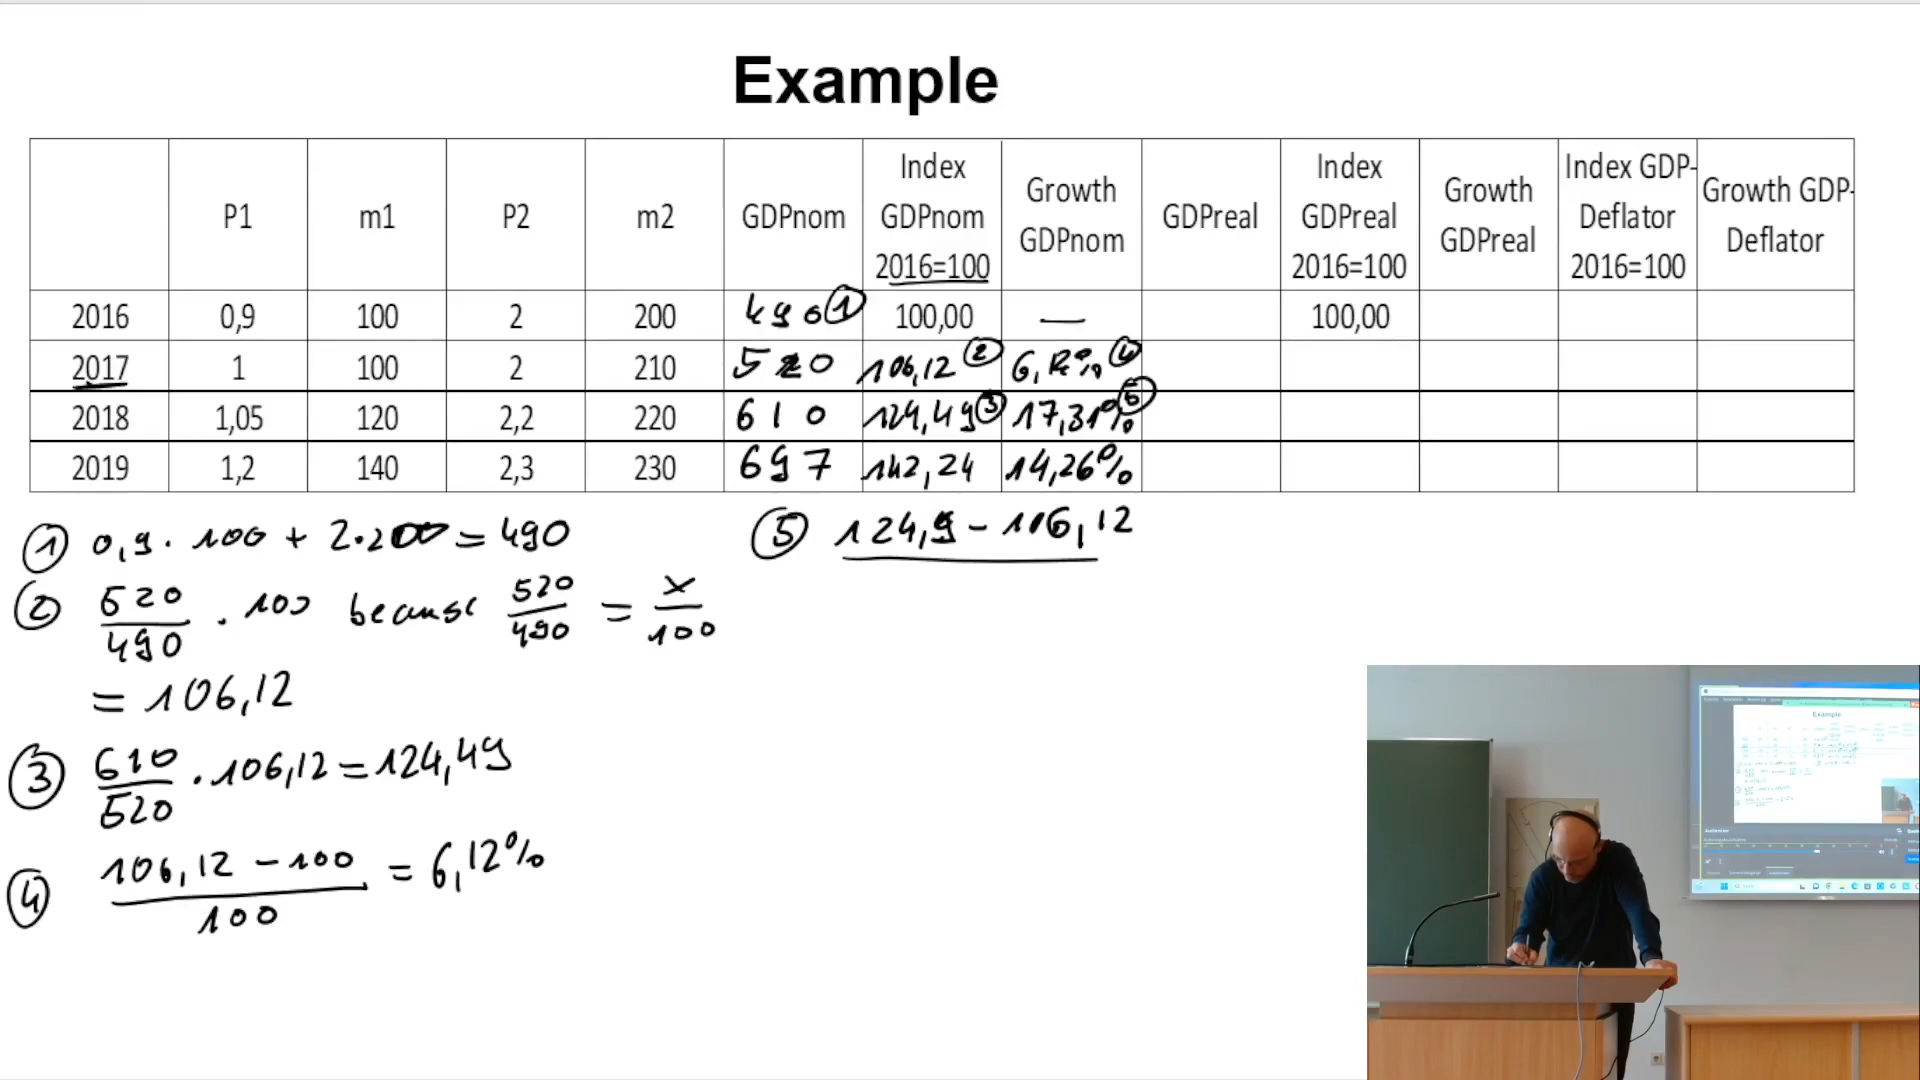 Example
P1 m1 P2 m2 GDPnom Index GDPnom 2016=100 Growth GDPnom GDPreal Index GDPreal 2016=100 Growth GDPreal Index GDP-Deflator 2016=100 Growth GDP-Deflator
2016 0,9 100 2 200 490 ① 100,00 — 100,00
2017 1 100 2 210 520 106,12 ② 6,12% ④
2018 1,05 120 2,2 220 610 124,49 ③ 17,31% ⑤
2019 1,2 140 2,3 230 697 142,24 14,26%
① 0,9 · 100 + 2 · 200 = 490
② 520/490 · 100 because 520/490 = x/100
= 106,12
③ 610/520 · 106,12 = 124,49
④ 106,12 - 100 / 100 = 6,12%
⑤ 124,9 - 106,12
Example